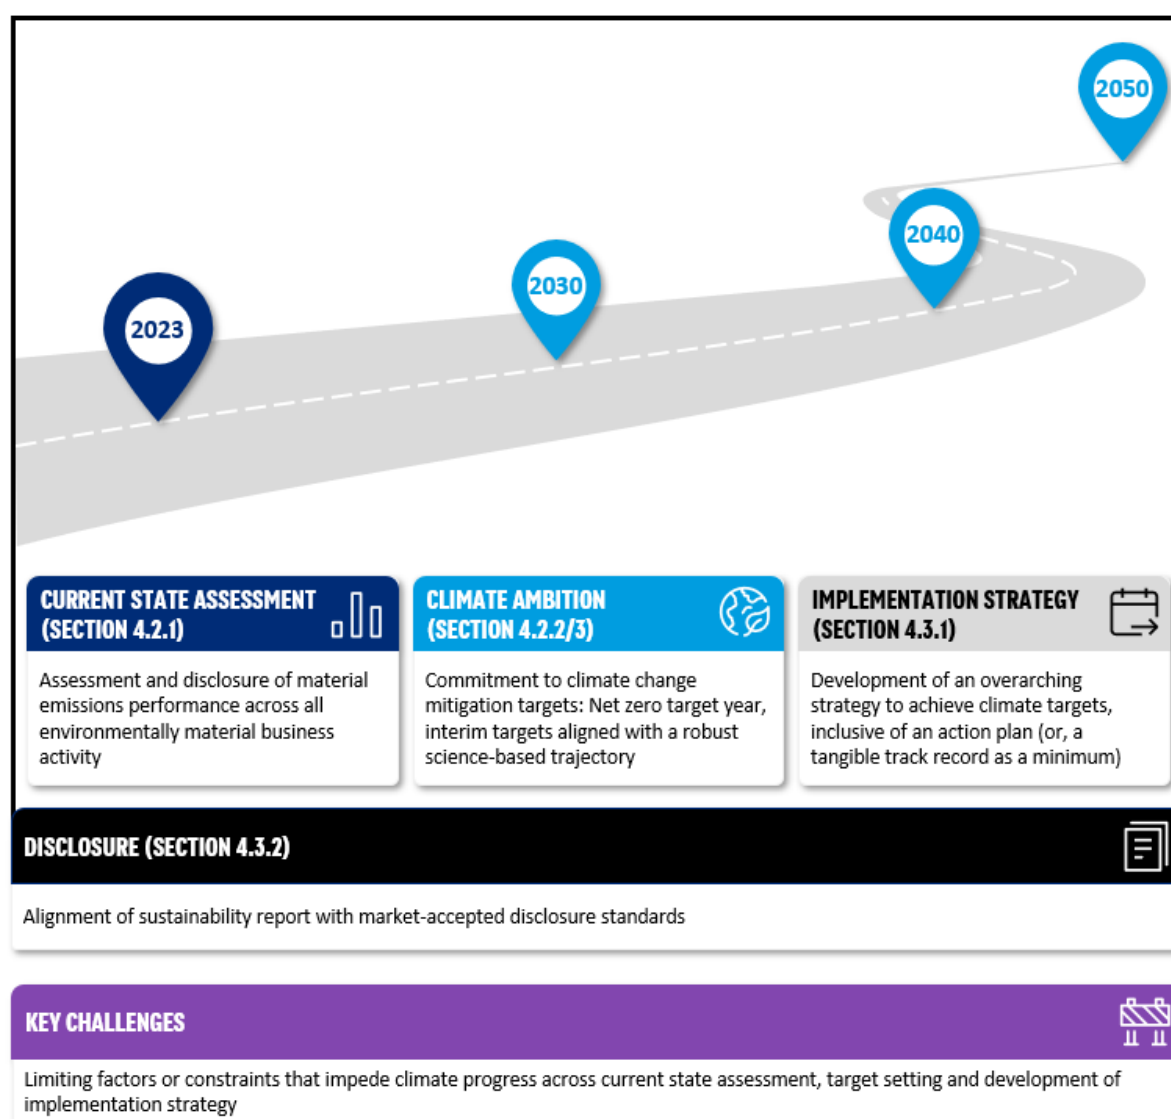 2050
2040
2030
2023
CURRENT STATE ASSESSMENT
(SECTION 4.2.1)
Assessment and disclosure of material
emissions performance across all
environmentally material business
activity
CLIMATE AMBITION
(SECTION 4.2.2/3)
Commitment to climate change
mitigation targets: Net zero target year,
interim targets aligned with a robust
science-based trajectory
IMPLEMENTATION STRATEGY
(SECTION 4.3.1)
Development of an overarching
strategy to achieve climate targets,
inclusive of an action plan (or, a
tangible track record as a minimum)
DISCLOSURE (SECTION 4.3.2)
Alignment of sustainability report with market-accepted disclosure standards
KEY CHALLENGES
Limiting factors or constraints that impede climate progress across current state assessment, target setting and development of
implementation strategy